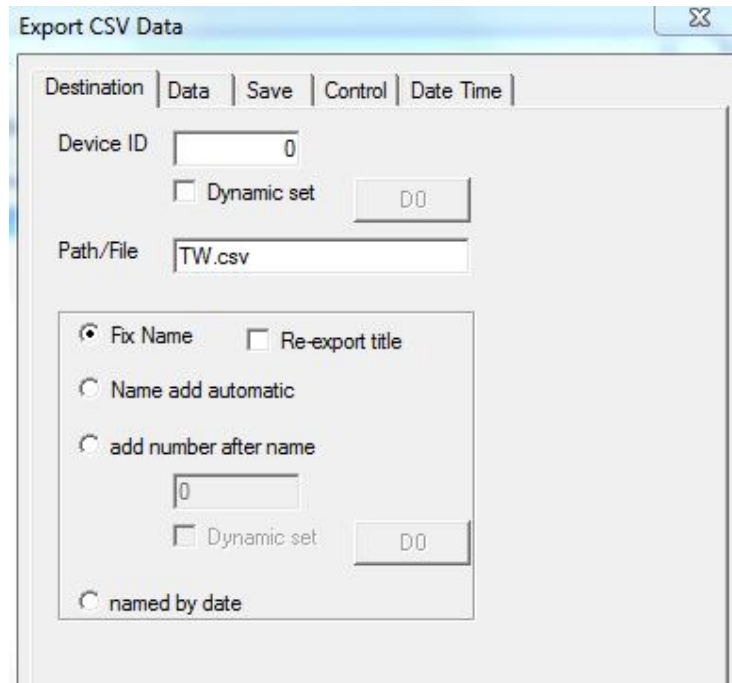 Export CSV Data
Destination Data Save Control Date Time
Device ID 0
Dynamic set D0
Path/File TW.csv
Fix Name Re-export title
Name add automatic
add number after name
0
Dynamic set D0
named by date